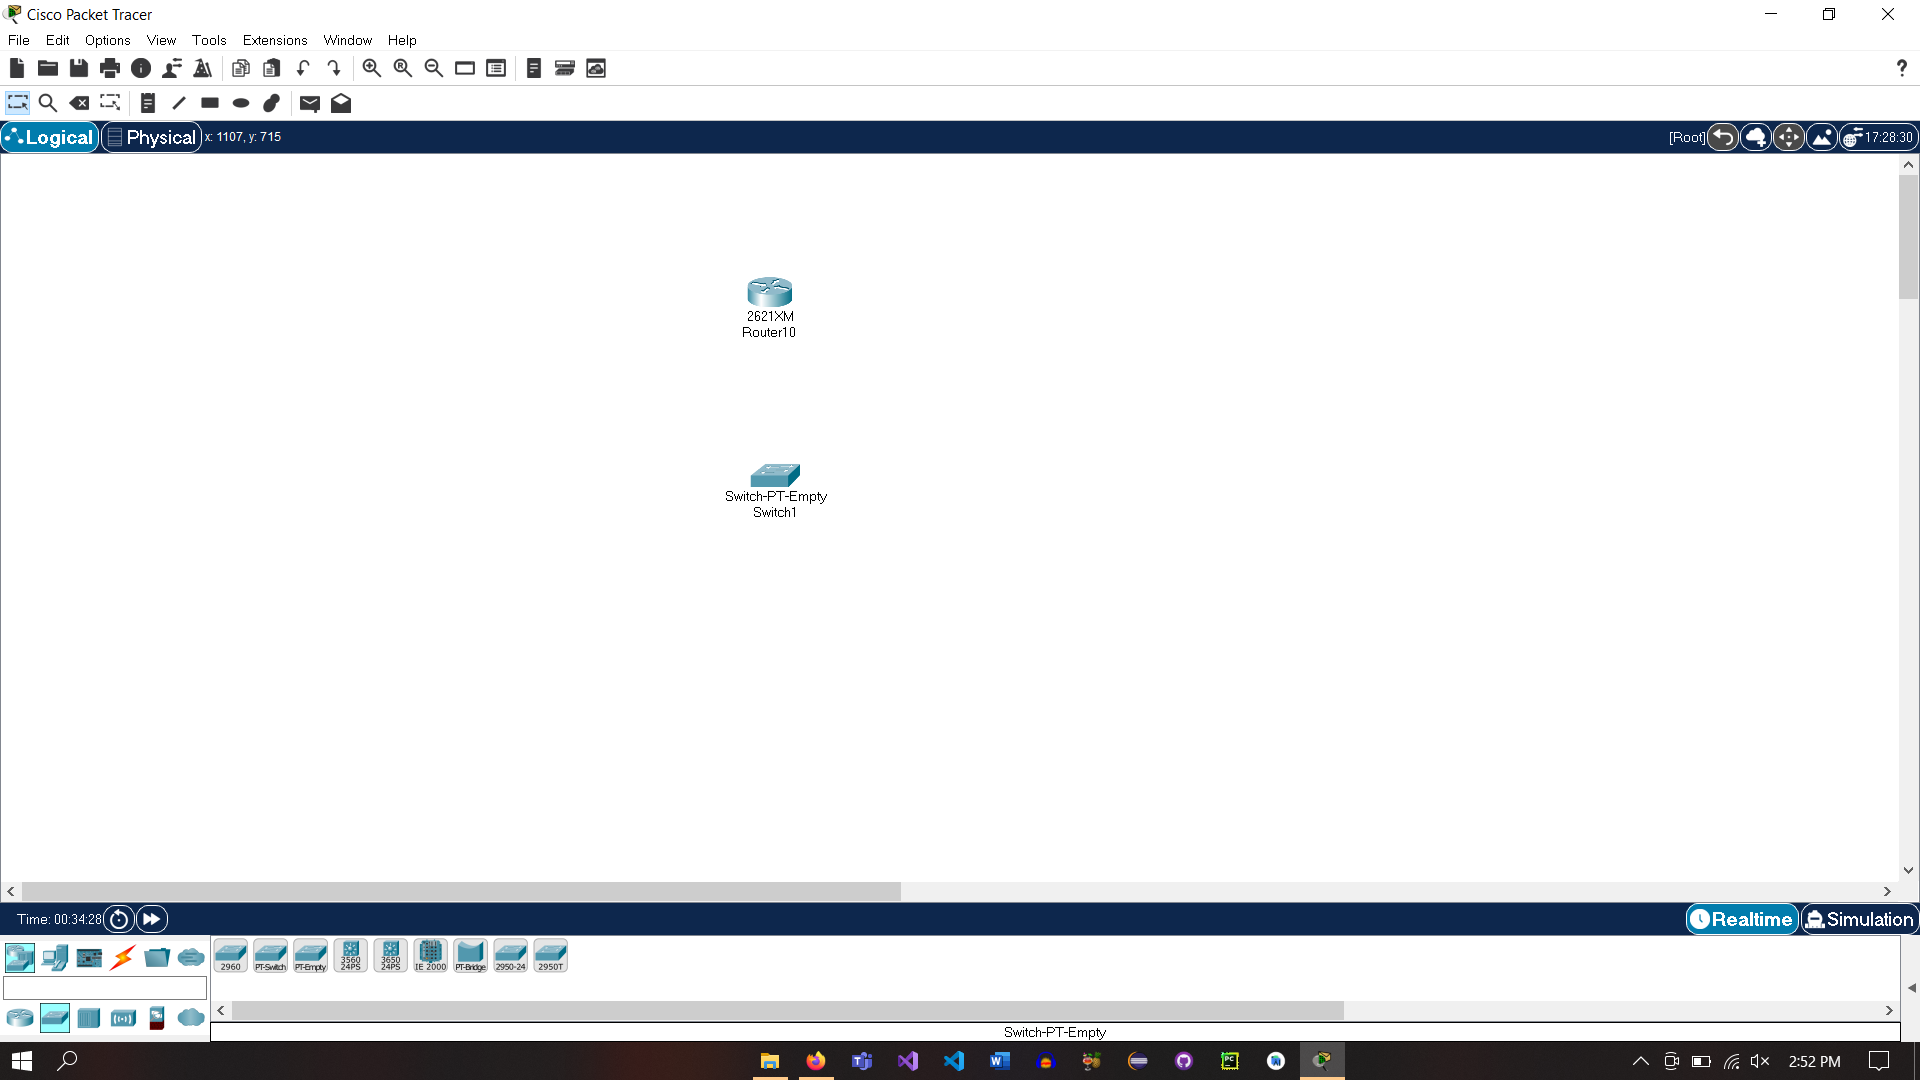 Cisco Packet Tracer
File Edit Options View Tools Extensions Window Help
?
Logical Physical x: 1107, y: 715 [Root] 17:28:30
2621XM
Router10
Switch-PT-Empty
Switch1
Time: 00:34:28 Realtime Simulation
2960 PT-Switch PT-Empty 3560 24PS 3650 24PS IE 2000 PT-Bridge 2950-24 2950T
Switch-PT-Empty
2:52 PM